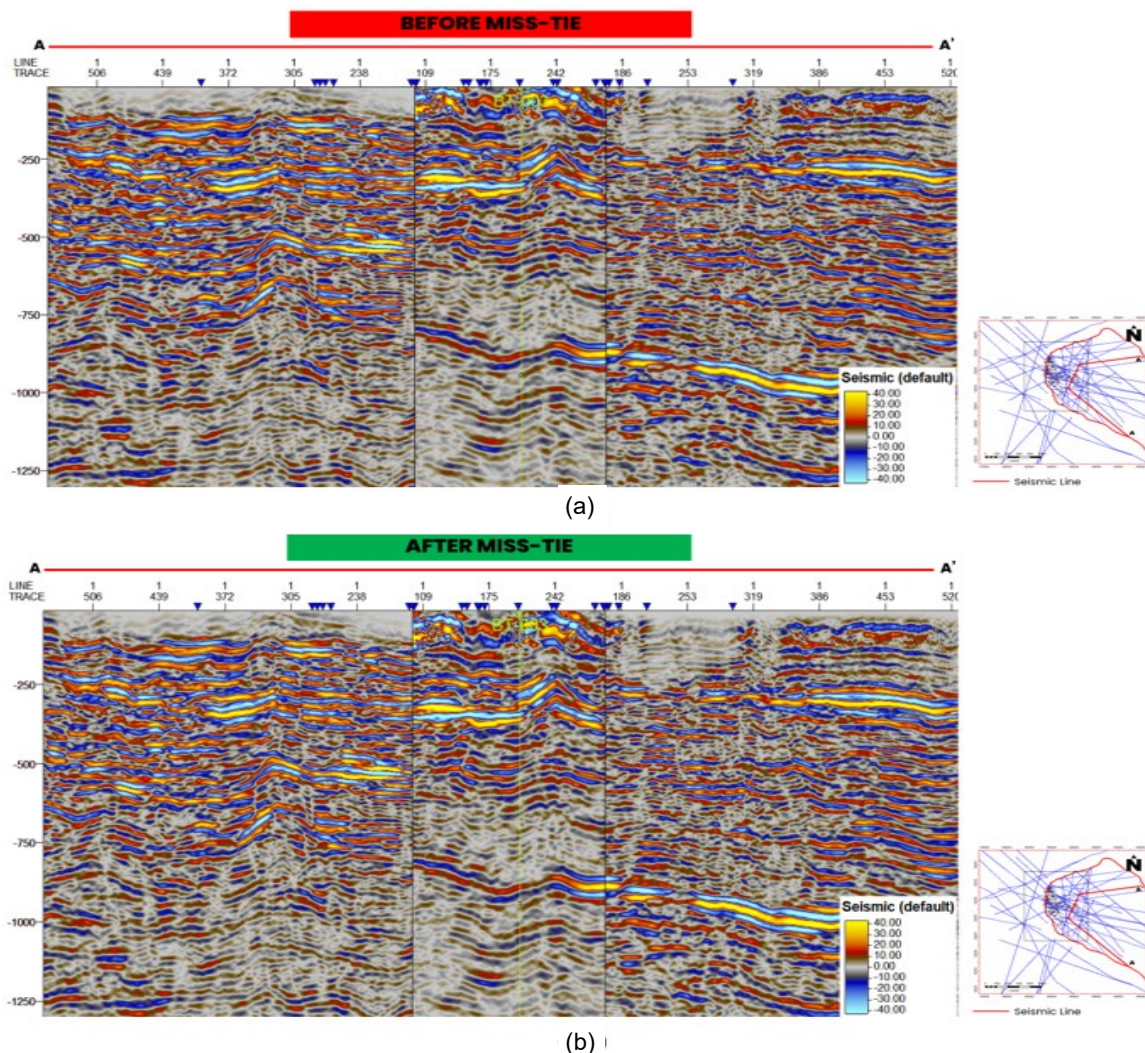 BEFORE MISS-TIE
A A'
LINE 1 1 1 1 1 1 1 1 1 1 1 1 1 1
TRACE 506 439 372 305 238 109 175 242 186 253 319 386 453 520
-250
-500
-750
-1000
-1250
Seismic (default)
40.00
30.00
20.00
10.00
0.00
-10.00
-20.00
-30.00
-40.00
N
A
Seismic Line
(a)
AFTER MISS-TIE
A A'
LINE 1 1 1 1 1 1 1 1 1 1 1 1 1 1
TRACE 506 439 372 305 238 109 175 242 186 253 319 386 453 520
-250
-500
-750
-1000
-1250
Seismic (default)
40.00
30.00
20.00
10.00
0.00
-10.00
-20.00
-30.00
-40.00
N
A
Seismic Line
(b)